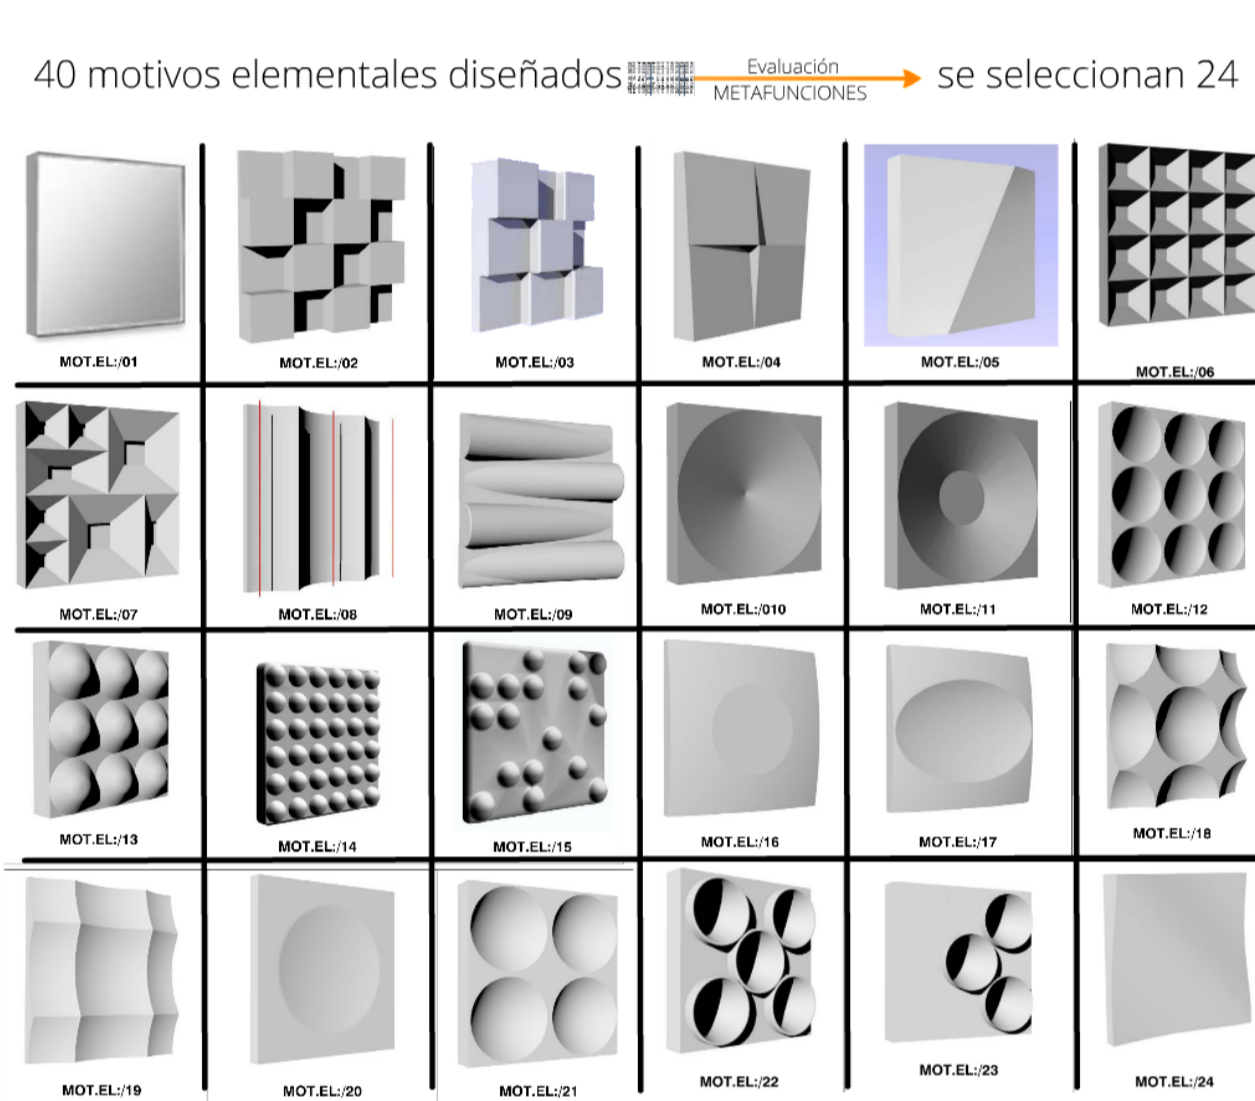 40 motivos elementales diseñados
Evaluación
METAFUNCIONES
se seleccionan 24
MOT.EL:/01
MOT.EL:/02
MOT.EL:/03
MOT.EL:/04
MOT.EL:/05
MOT.EL:/06
MOT.EL:/07
MOT.EL:/08
MOT.EL:/09
MOT.EL:/010
MOT.EL:/11
MOT.EL:/12
MOT.EL:/13
MOT.EL:/14
MOT.EL:/15
MOT.EL:/16
MOT.EL:/17
MOT.EL:/18
MOT.EL:/19
MOT.EL:/20
MOT.EL:/21
MOT.EL:/22
MOT.EL:/23
MOT.EL:/24